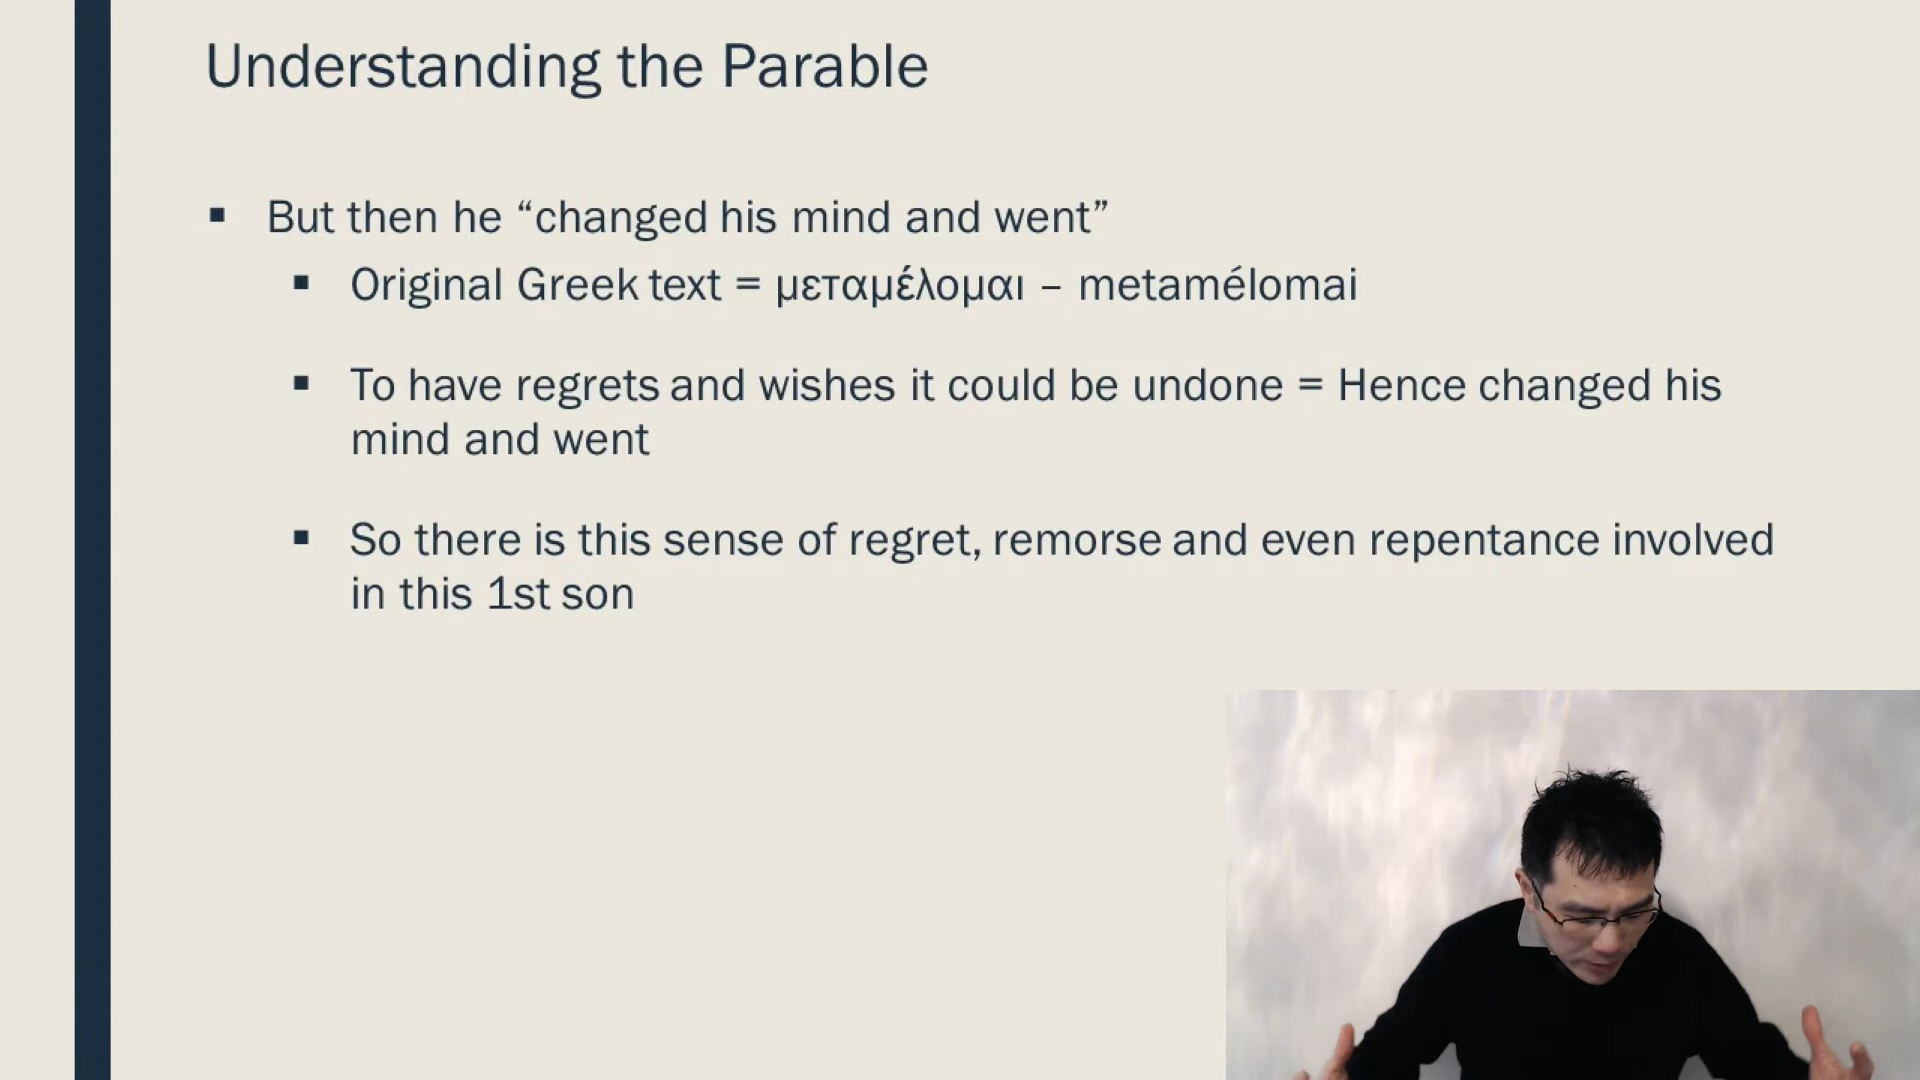 Understanding the Parable
But then he “changed his mind and went”
Original Greek text = μεταμέλομαι – metamélomai
To have regrets and wishes it could be undone = Hence changed his
mind and went
So there is this sense of regret, remorse and even repentance involved
in this 1st son